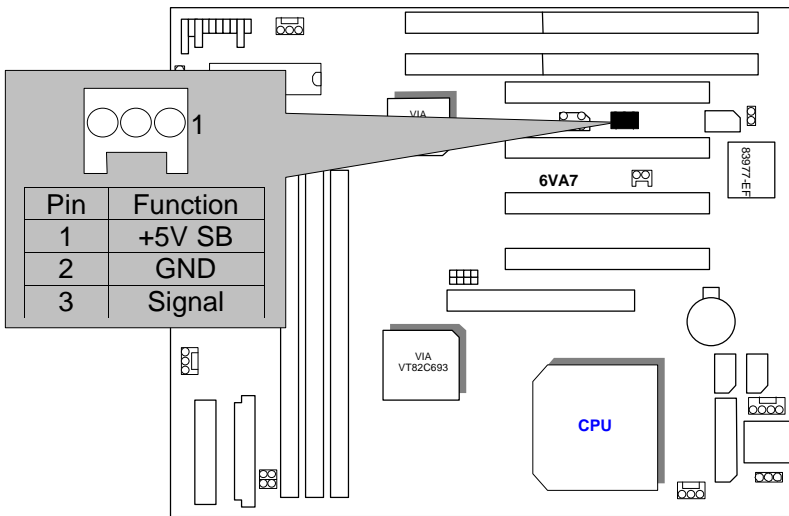 VIA
1
83977-EF
6VA7
Pin Function
1 +5V SB
2 GND
3 Signal
VIA
VT82C693
CPU